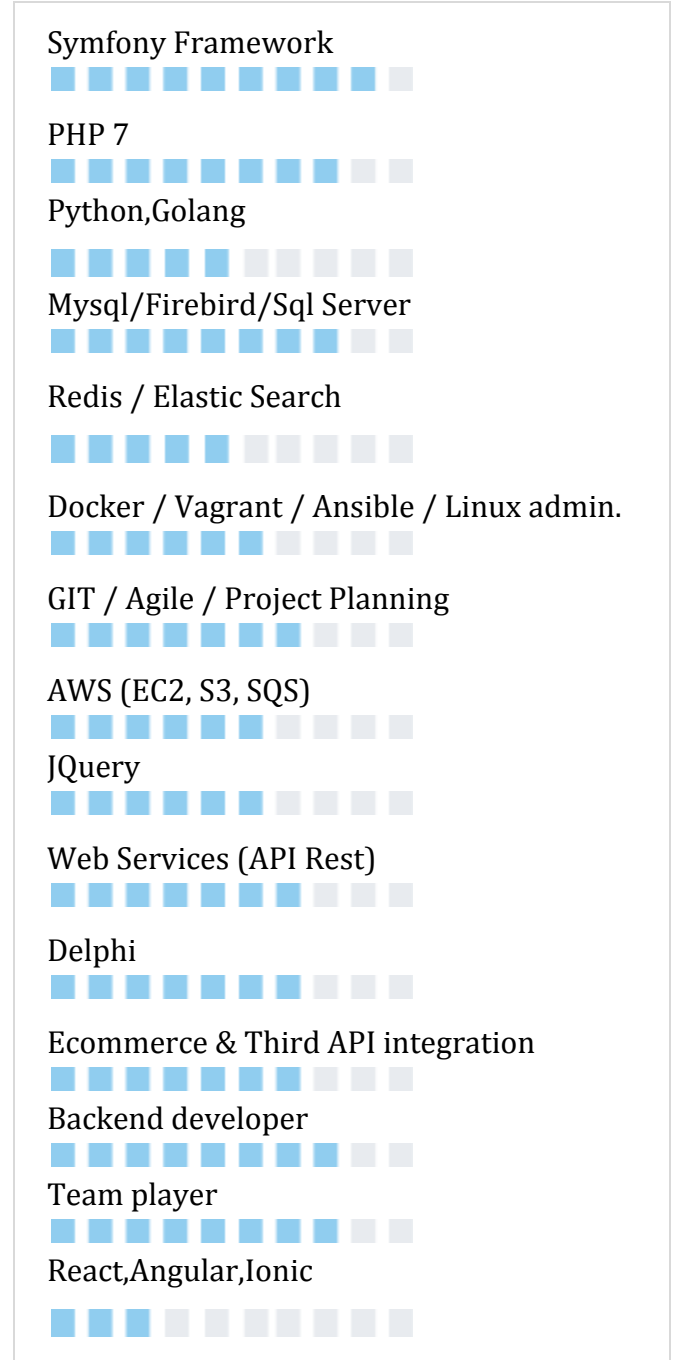 Symfony Framework
PHP 7
Python,Golang
Mysql/Firebird/Sql Server
Redis / Elastic Search
Docker / Vagrant / Ansible / Linux admin.
GIT / Agile / Project Planning
AWS (EC2, S3, SQS)
JQuery
Web Services (API Rest)
Delphi
Ecommerce & Third API integration
Backend developer
Team player
React,Angular,Ionic